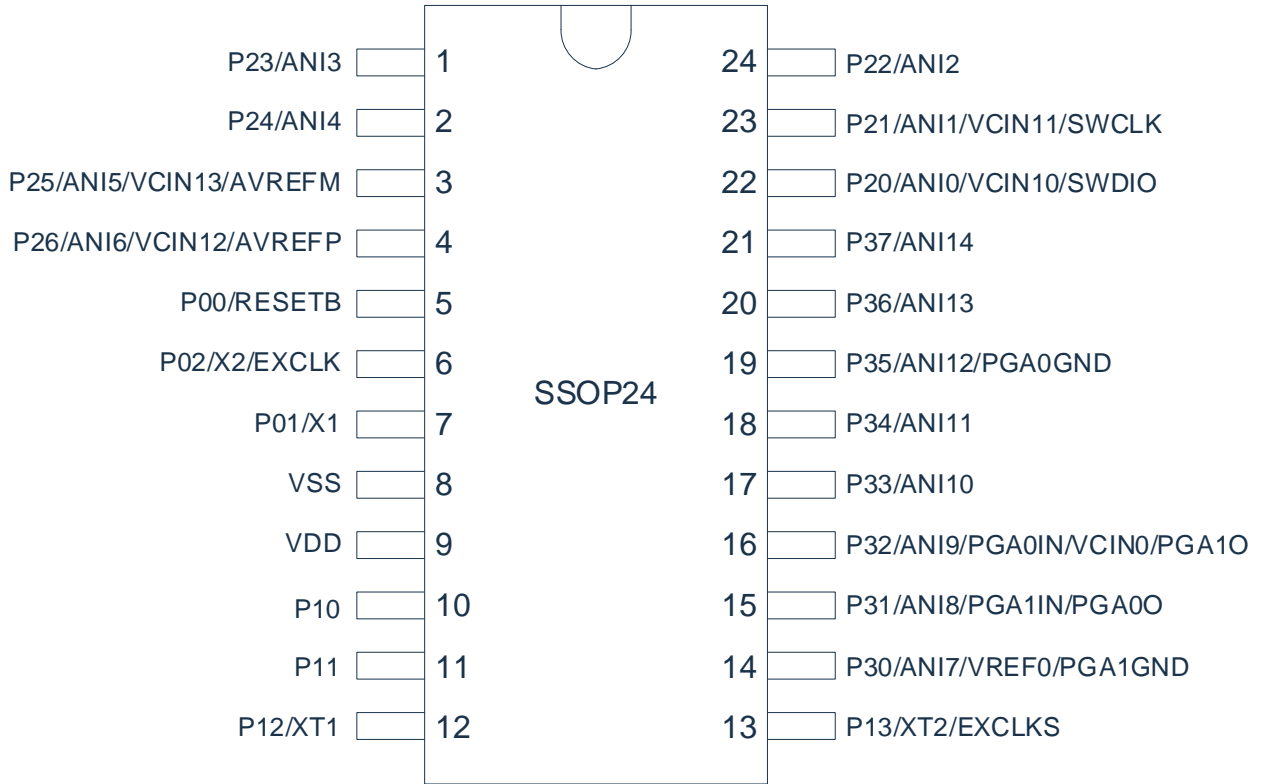 P23/ANI3 1 24 P22/ANI2
P24/ANI4 2 23 P21/ANI1/VCIN11/SWCLK
P25/ANI5/VCIN13/AVREFM 3 22 P20/ANI0/VCIN10/SWDIO
P26/ANI6/VCIN12/AVREFP 4 21 P37/ANI14
P00/RESETB 5 20 P36/ANI13
P02/X2/EXCLK 6 19 P35/ANI12/PGA0GND
SSOP24
P01/X1 7 18 P34/ANI11
VSS 8 17 P33/ANI10
VDD 9 16 P32/ANI9/PGA0IN/VCIN0/PGA1O
P10 10 15 P31/ANI8/PGA1IN/PGA0O
P11 11 14 P30/ANI7/VREF0/PGA1GND
P12/XT1 12 13 P13/XT2/EXCLKS